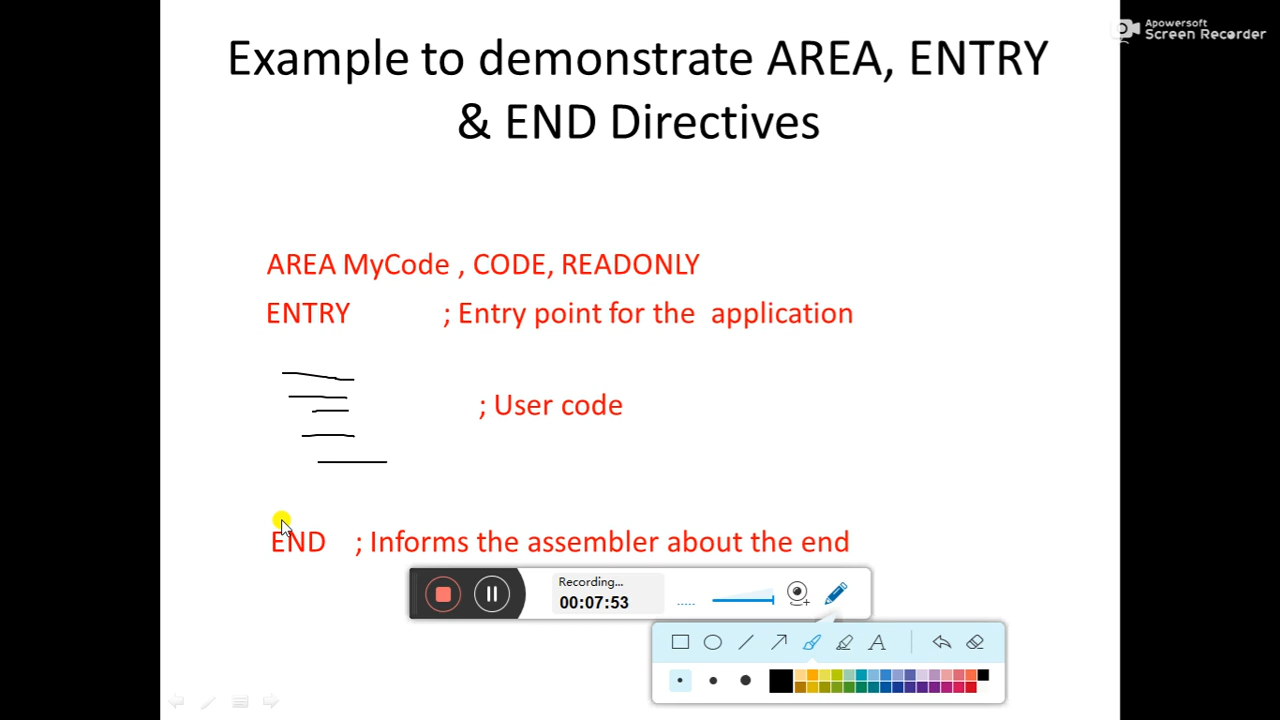 Apowersoft
Screen Recorder
Example to demonstrate AREA, ENTRY
& END Directives
AREA MyCode , CODE, READONLY
ENTRY ; Entry point for the application
; User code
END ; Informs the assembler about the end
Recording...
00:07:53
A